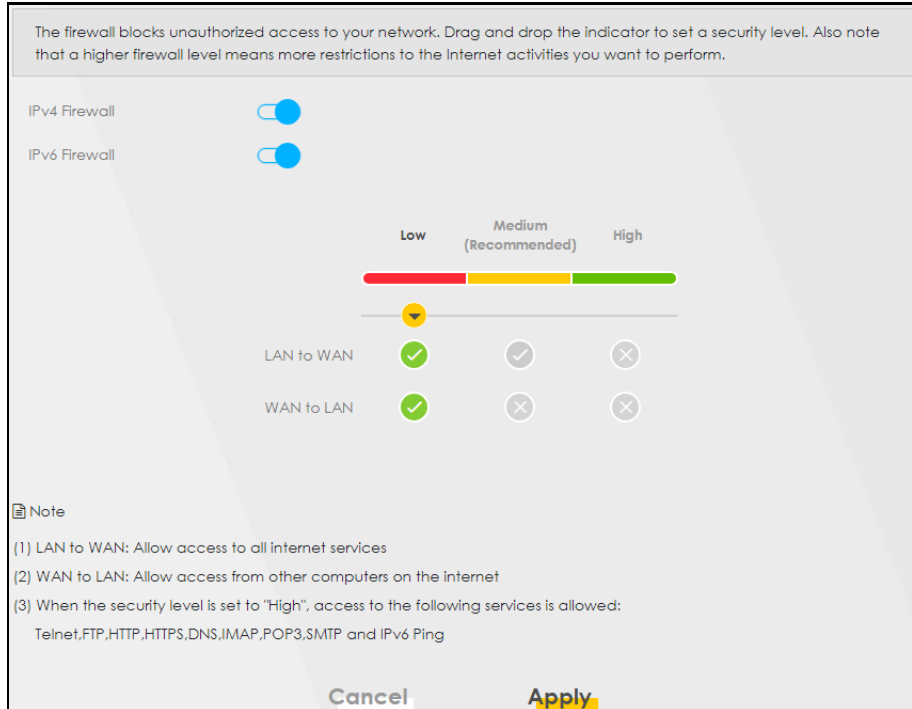 The firewall blocks unauthorized access to your network. Drag and drop the indicator to set a security level. Also note
that a higher firewall level means more restrictions to the Internet activities you want to perform.
IPv4 Firewall
IPv6 Firewall
Low
Medium
(Recommended)
High
LAN to WAN
WAN to LAN
Note
(1) LAN to WAN: Allow access to all internet services
(2) WAN to LAN: Allow access from other computers on the internet
(3) When the security level is set to "High", access to the following services is allowed:
Telnet,FTP,HTTP,HTTPS,DNS,IMAP,POP3,SMTP and IPv6 Ping
Cancel
Apply